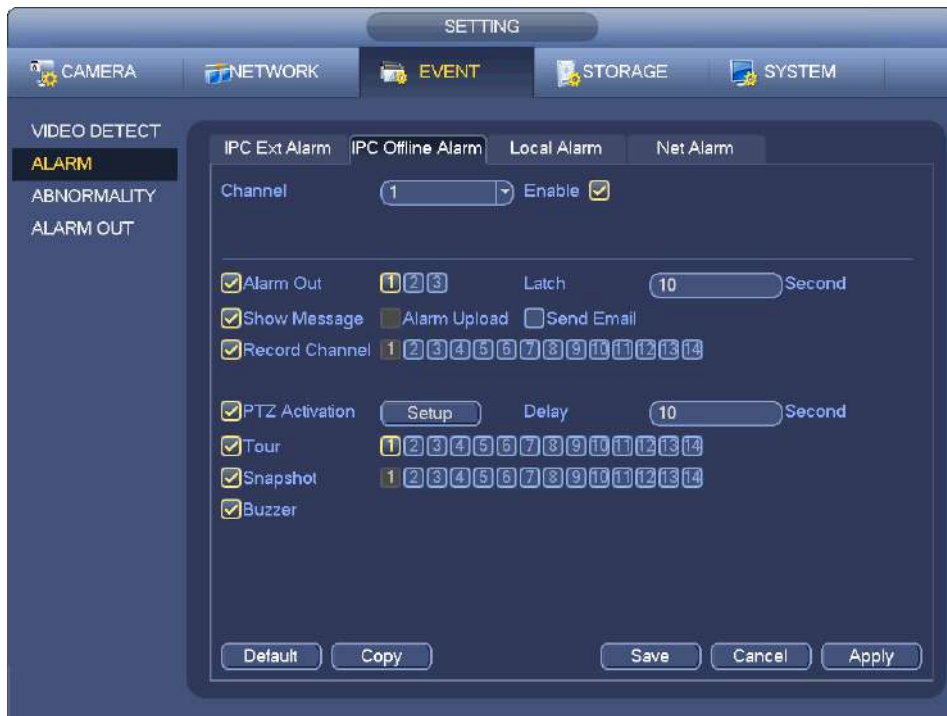 SETTING
CAMERA NETWORK EVENT STORAGE SYSTEM
VIDEO DETECT
ALARM
ABNORMALITY
ALARM OUT
IPC Ext Alarm IPC Offline Alarm Local Alarm Net Alarm
Channel 1 Enable
Alarm Out 1 2 3 Latch 10 Second
Show Message Alarm Upload Send Email
Record Channel 1 2 3 4 5 6 7 8 9 10 11 12 13 14
PTZ Activation Setup Delay 10 Second
Tour 1 2 3 4 5 6 7 8 9 10 11 12 13 14
Snapshot 1 2 3 4 5 6 7 8 9 10 11 12 13 14
Buzzer
Default Copy Save Cancel Apply